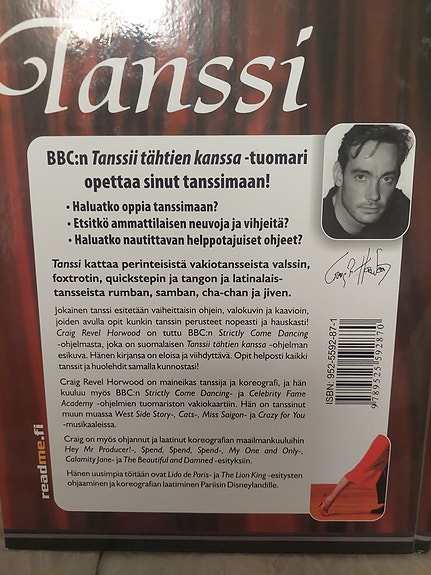 Tanssi
BBC:n Tanssii tähtien kanssa -tuomari
opettaa sinut tanssimaan!
• Haluatko oppia tanssimaan?
• Etsitkö ammattilaisen neuvoja ja vihjeitä?
• Haluatko nautittavan helppotajuiset ohjeet?
Tanssi kattaa perinteisistä vakiotansseista valssin,
foxtrotin, quickstepin ja tangon ja latinalais-
tansseista rumban, samban, cha-chan ja jiven.
Jokainen tanssi esitetään vaiheittaisin ohjein, valokuvin ja kaavioin,
joiden avulla opit kunkin tanssin perusteet nopeasti ja hauskasti!
Craig Revel Horwood on tuttu BBC:n Strictly Come Dancing
-ohjelmasta, joka on suomalaisen Tanssii tähtien kanssa -ohjelman
esikuva. Hänen kirjansa on eloisa ja viihdyttävä. Opit helposti kaikki
tanssit ja huolehdit samalla kunnostasi!
Craig Revel Horwood on maineikas tanssija ja koreografi, ja hän
kuuluu myös BBC:n Strictly Come Dancing- ja Celebrity Fame
Academy -ohjelmien tuomariston vakiokaartiin. Hän on tanssinut
muun muassa West Side Story-, Cats-, Miss Saigon- ja Crazy for You
-musikaaleissa.
Craig on myös ohjannut ja laatinut koreografian maailmankuuluihin
Hey Mr Producer!-, Spend, Spend, Spend-, My One and Only-,
Calamity Jane- ja The Beautiful and Damned -esityksiin.
Hänen uusimpia töitään ovat Lido de Paris- ja The Lion King -esitysten
ohjaaminen ja koreografian laatiminen Pariisin Disneylandille.
readme.fi
ISBN: 952-5592-87-1
9789525592870